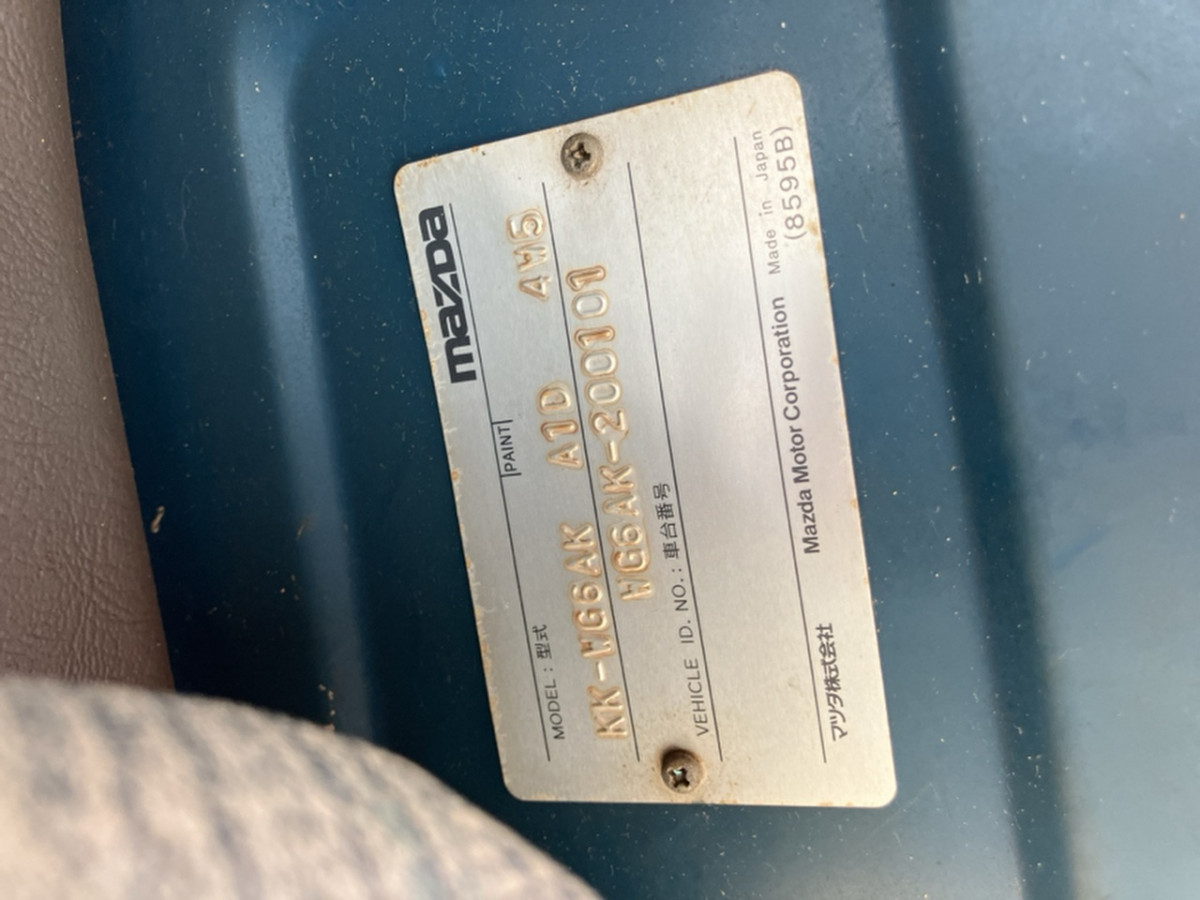 mazda
MODEL : 型式
PAINT
KK-WG6AK A1D 4W5
WG6AK-200101
VEHICLE ID. NO. : 車台番号
マツダ株式会社 Mazda Motor Corporation Made in Japan
(8595B)